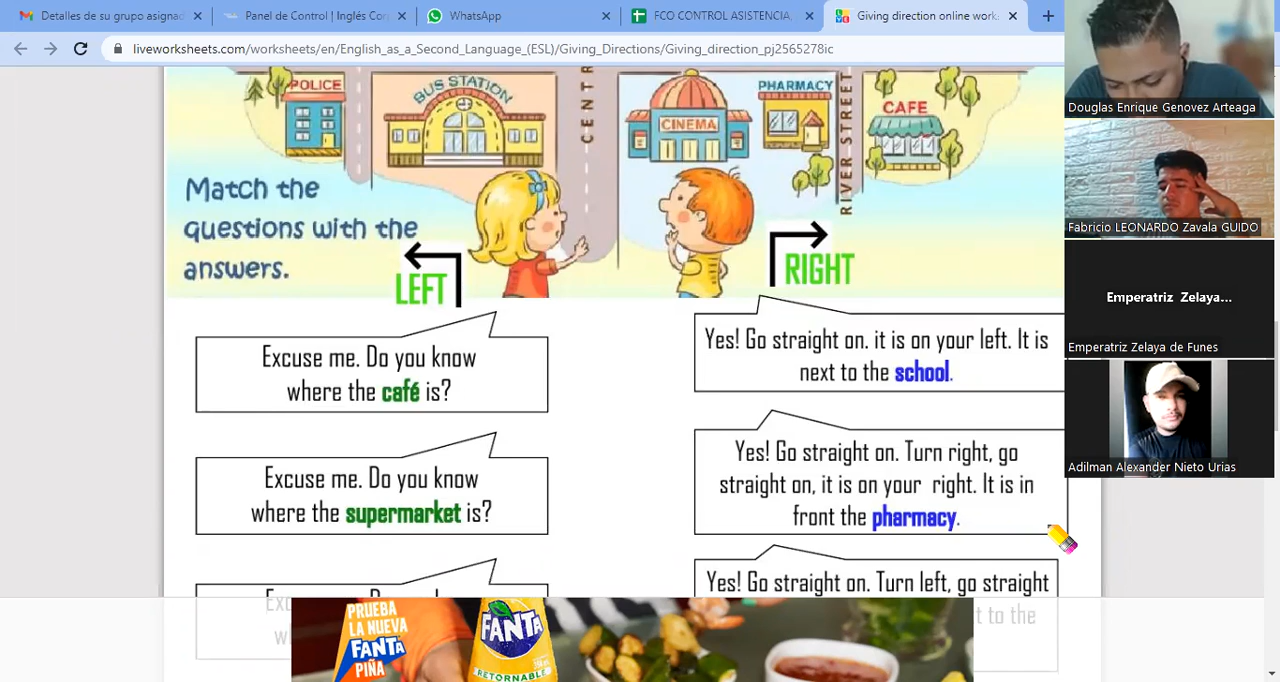 Detalles de su grupo asignad
Panel de Control | Inglés Cor
WhatsApp
FCO CONTROL ASISTENCIA.
Giving direction online work
liveworksheets.com/worksheets/en/English_as_a_Second_Language_(ESL)/Giving_Directions/Giving_direction_pj2565278ic
POLICE
BUS STATION
CENTR
CINEMA
PHARMACY
RIVER STREET
CAFE
Match the
questions with the
answers.
LEFT
RIGHT
Excuse me. Do you know
where the café is?
Yes! Go straight on. it is on your left. It is
next to the school.
Excuse me. Do you know
where the supermarket is?
Yes! Go straight on. Turn right, go
straight on, it is on your right. It is in
front the pharmacy.
Yes! Go straight on. Turn left, go straight
t to the
PRUEBA
LA NUEVA
FANTA
PIÑA
FANTA
RETORNABLE
Douglas Enrique Genovez Arteaga
Fabricio LEONARDO Zavala GUIDO
Emperatriz Zelaya...
Emperatriz Zelaya de Funes
Adilman Alexander Nieto Urias